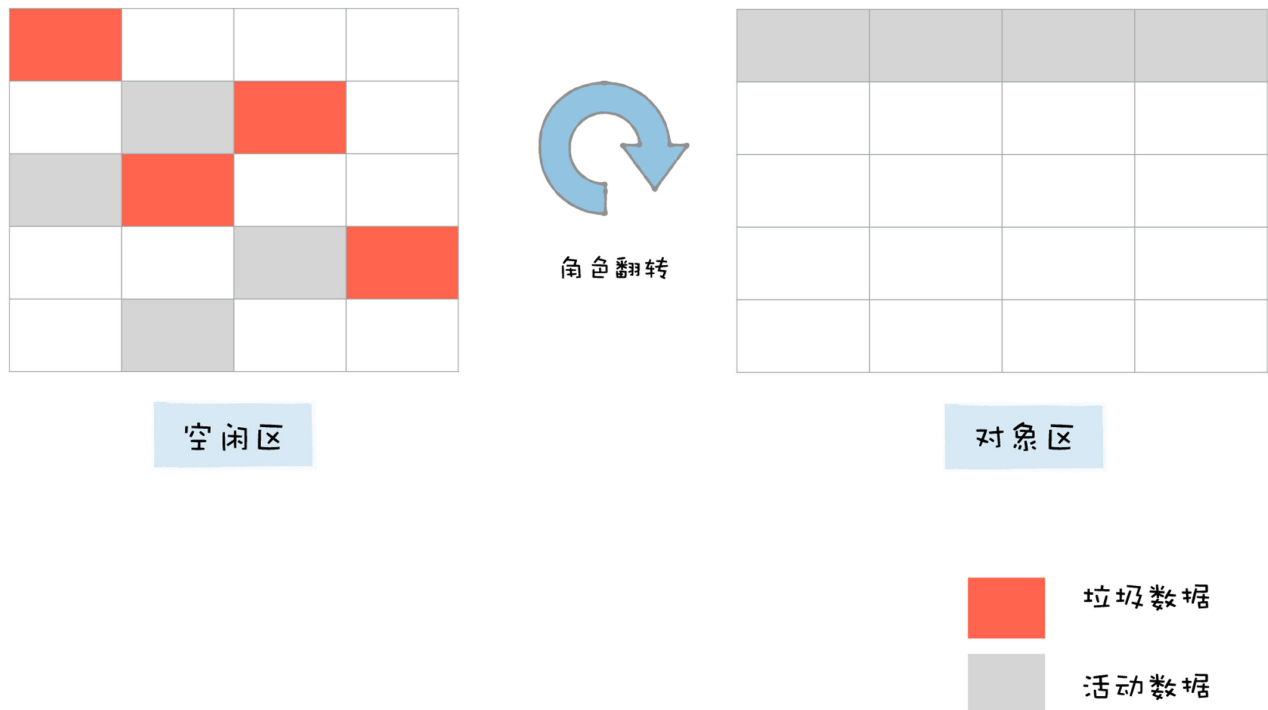 角色翻转
空闲区
对象区
垃圾数据
活动数据